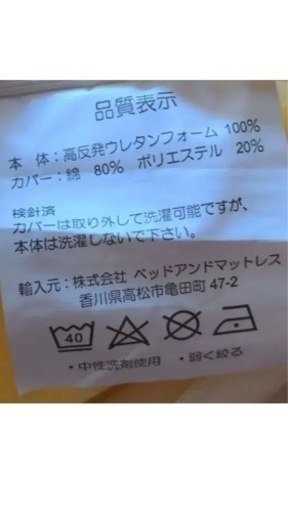 品質表示
本　体：高反発ウレタンフォーム 100%
カバー：綿　80%　ポリエステル　20%
検針済
カバーは取り外して洗濯可能ですが、
本体は洗濯しないで下さい。
輸入元：株式会社 ベッドアンドマットレス
香川県高松市亀田町 47-2
40
・中性洗剤使用　・弱く絞る